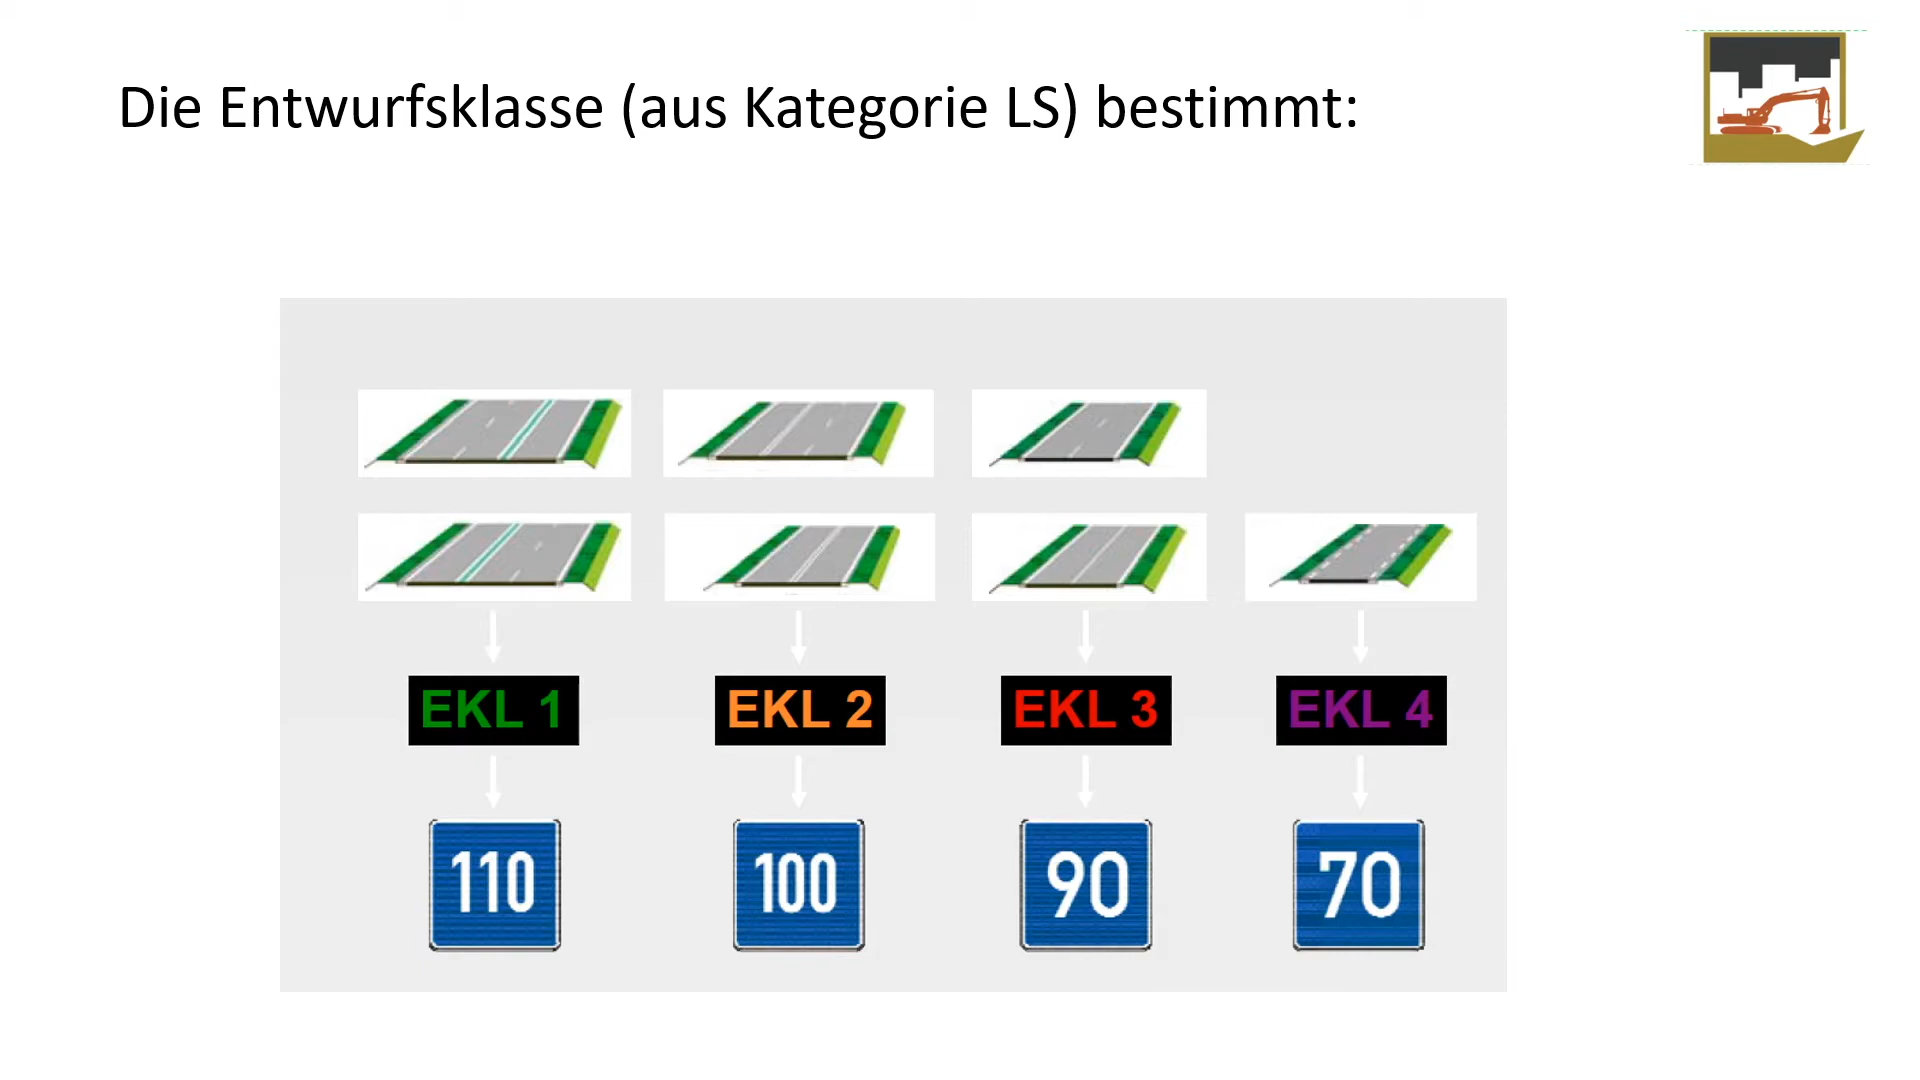 Die Entwurfsklasse (aus Kategorie LS) bestimmt:
EKL 1 EKL 2 EKL 3 EKL 4
110 100 90 70